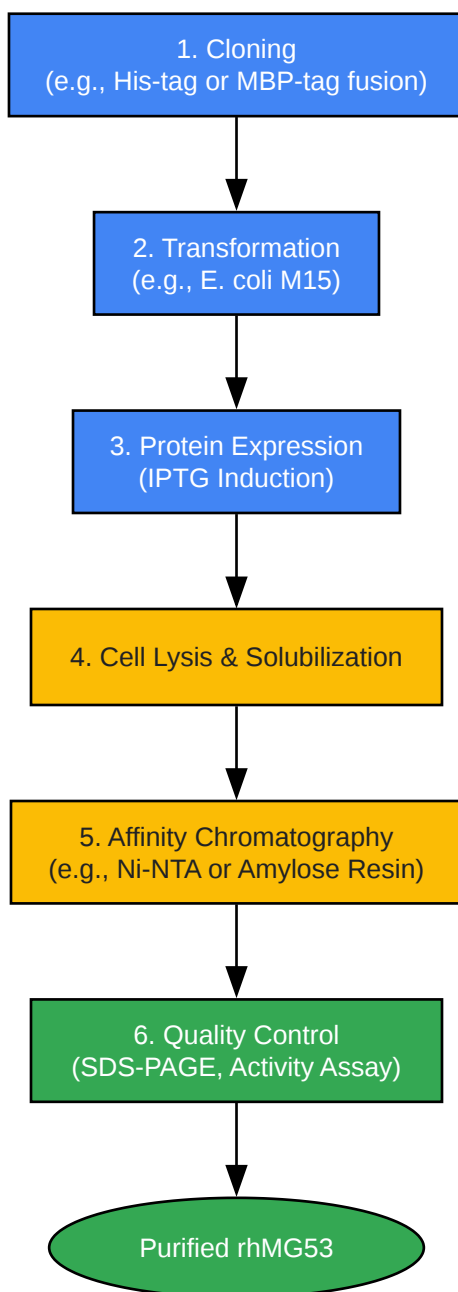 1. Cloning
(e.g., His-tag or MBP-tag fusion)
2. Transformation
(e.g., E. coli M15)
3. Protein Expression
(IPTG Induction)
4. Cell Lysis & Solubilization
5. Affinity Chromatography
(e.g., Ni-NTA or Amylose Resin)
6. Quality Control
(SDS-PAGE, Activity Assay)
Purified rhMG53